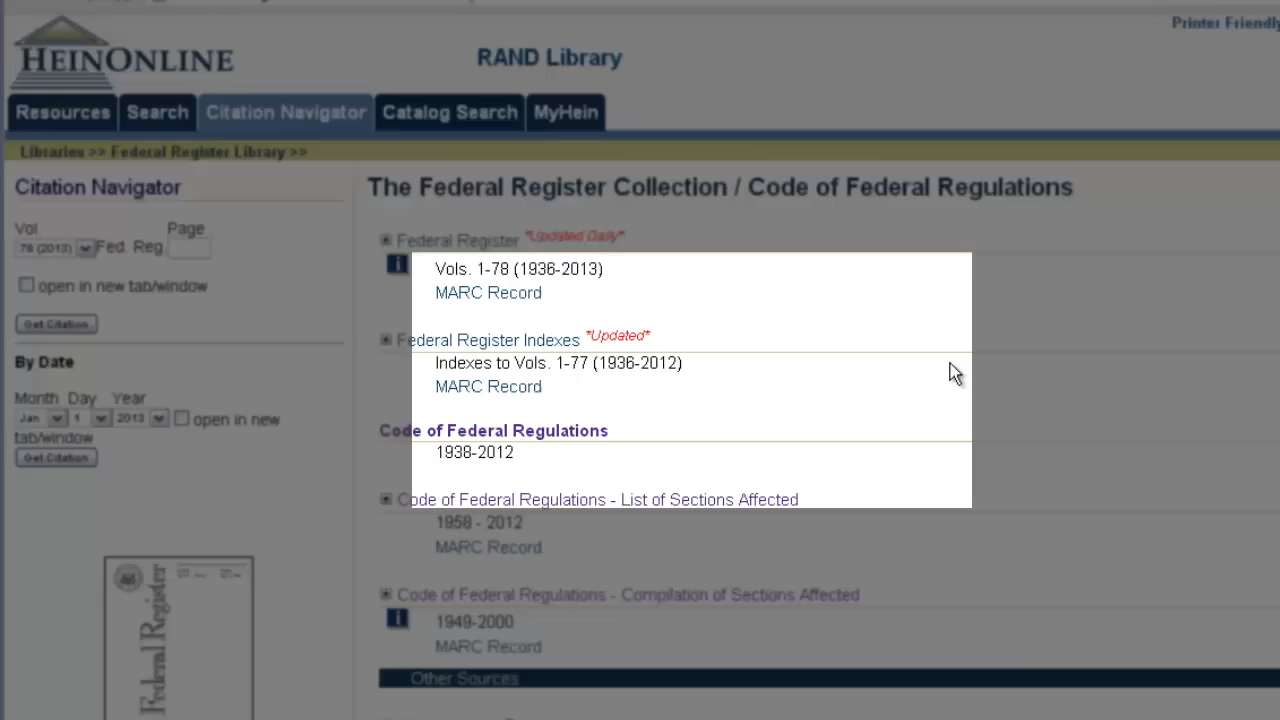 Printer Friendly
HEINONLINE
RAND Library
Resources
Search
Citation Navigator
Catalog Search
MyHein
Libraries >> Federal Register Library >>
Citation Navigator
Vol
Page
78 (2013)
Fed. Reg.
open in new tab/window
Get Citation
By Date
Month Day Year
Jan 1 2013 open in new
tab/window
Get Citation
Federal Register
The Federal Register Collection / Code of Federal Regulations
Federal Register *Updated Daily*
Vols. 1-78 (1936-2013)
MARC Record
Federal Register Indexes *Updated*
Indexes to Vols. 1-77 (1936-2012)
MARC Record
Code of Federal Regulations
1938-2012
Code of Federal Regulations - List of Sections Affected
1958 - 2012
MARC Record
Code of Federal Regulations - Compilation of Sections Affected
1949-2000
MARC Record
Other Sources